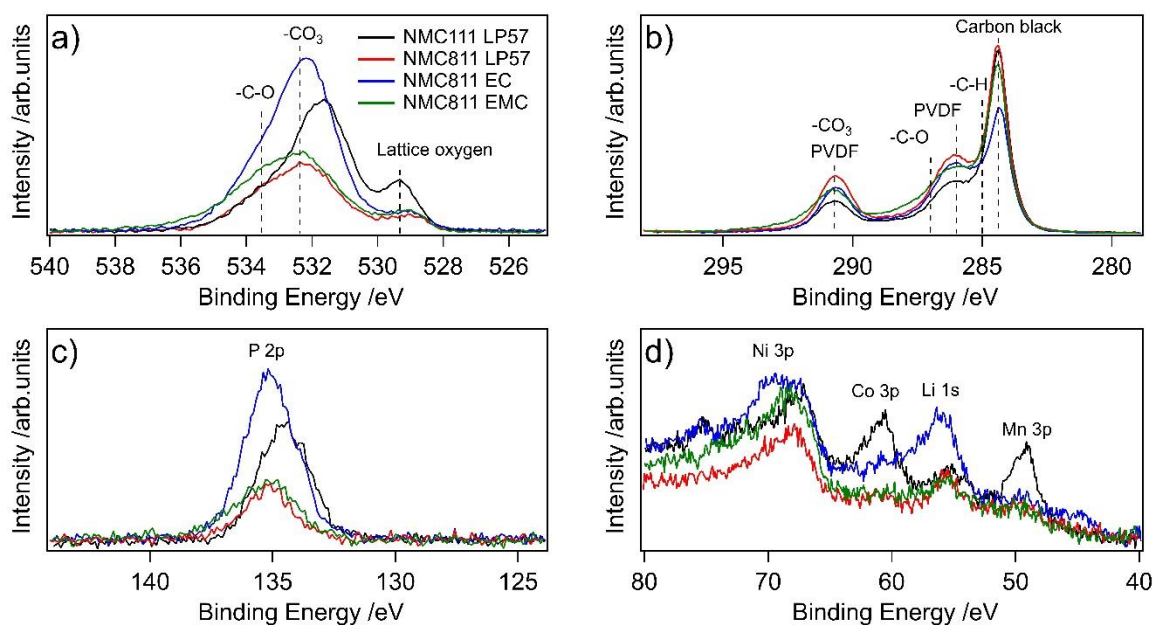 a)
-CO₃
-C-O
NMC111 LP57
NMC811 LP57
NMC811 EC
NMC811 EMC
Lattice oxygen
Intensity /arb.units
540 538 536 534 532 530 528 526
Binding Energy /eV
b)
Carbon black
-C-H
PVDF
-C-O
-CO₃
PVDF
Intensity /arb.units
295 290 285 280
Binding Energy /eV
c)
P 2p
Intensity /arb.units
140 135 130 125
Binding Energy /eV
d)
Ni 3p
Co 3p
Li 1s
Mn 3p
Intensity /arb.units
80 70 60 50 40
Binding Energy /eV